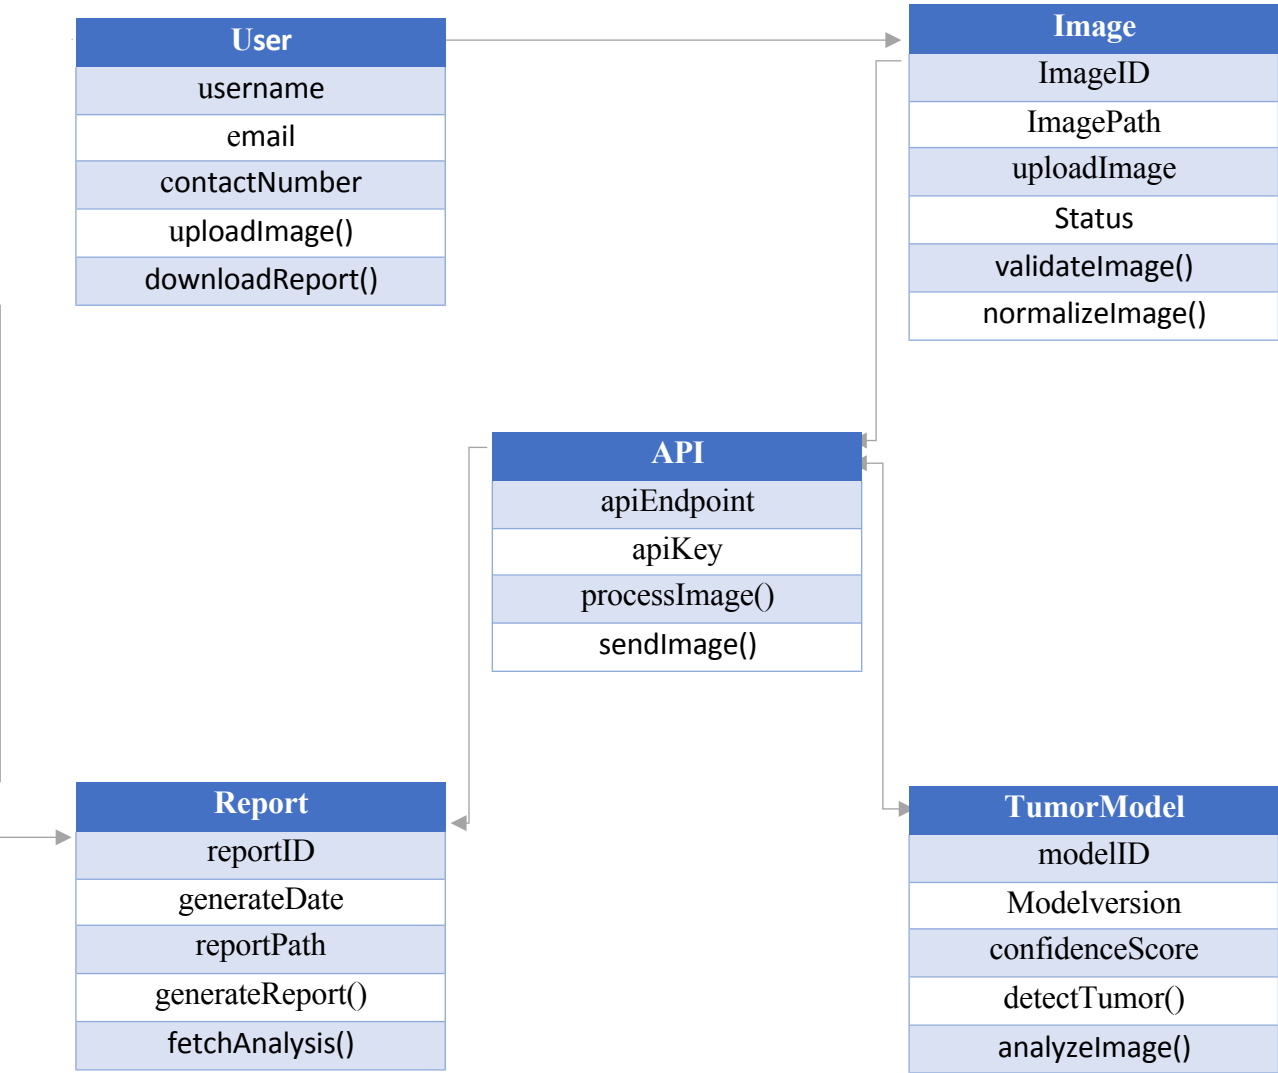 User
username
email
contactNumber
uploadImage()
downloadReport()
Image
ImageID
ImagePath
uploadImage
Status
validateImage()
normalizeImage()
API
apiEndpoint
apiKey
processImage()
sendImage()
Report
reportID
generateDate
reportPath
generateReport()
fetchAnalysis()
TumorModel
modelID
Modelversion
confidenceScore
detectTumor()
analyzeImage()